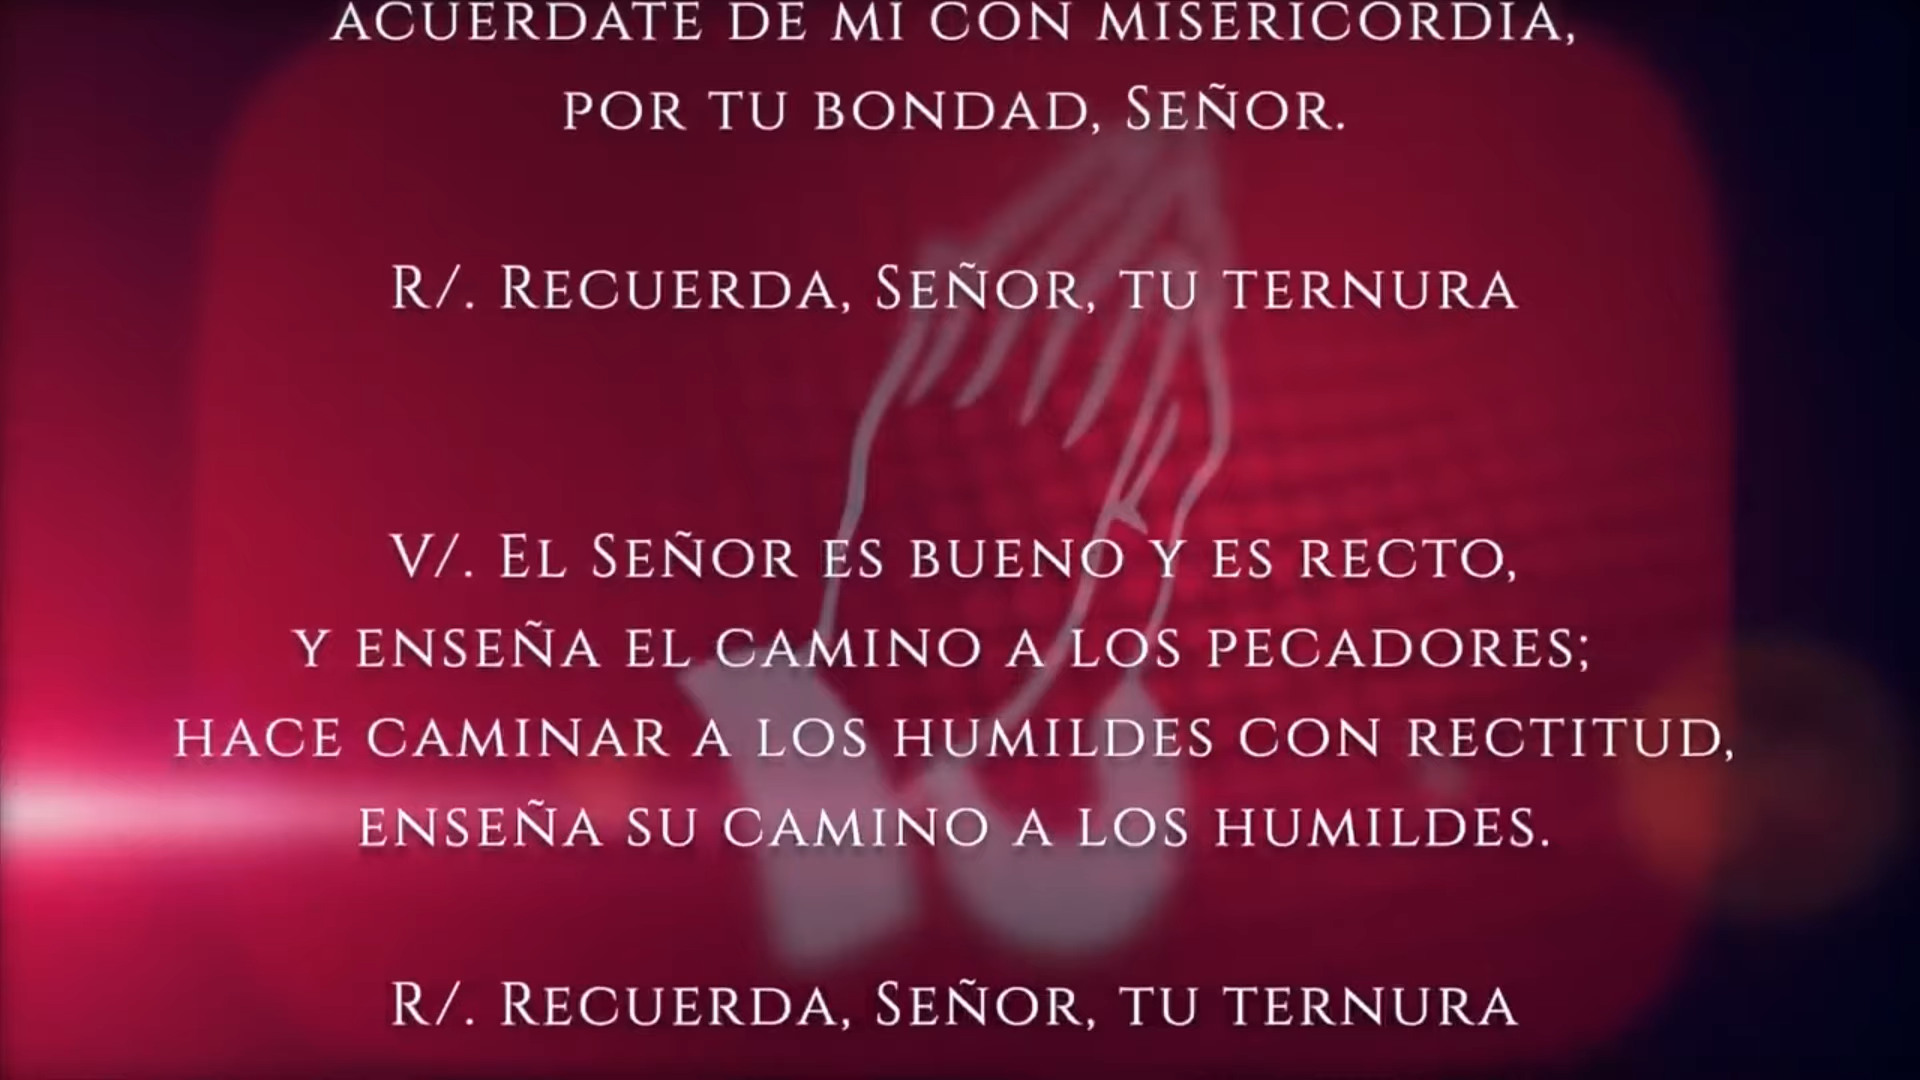 ACUÉRDATE DE MÍ CON MISERICORDIA,
POR TU BONDAD, SEÑOR.
R/. RECUERDA, SEÑOR, TU TERNURA
V/. EL SEÑOR ES BUENO Y ES RECTO,
Y ENSEÑA EL CAMINO A LOS PECADORES;
HACE CAMINAR A LOS HUMILDES CON RECTITUD,
ENSEÑA SU CAMINO A LOS HUMILDES.
R/. RECUERDA, SEÑOR, TU TERNURA